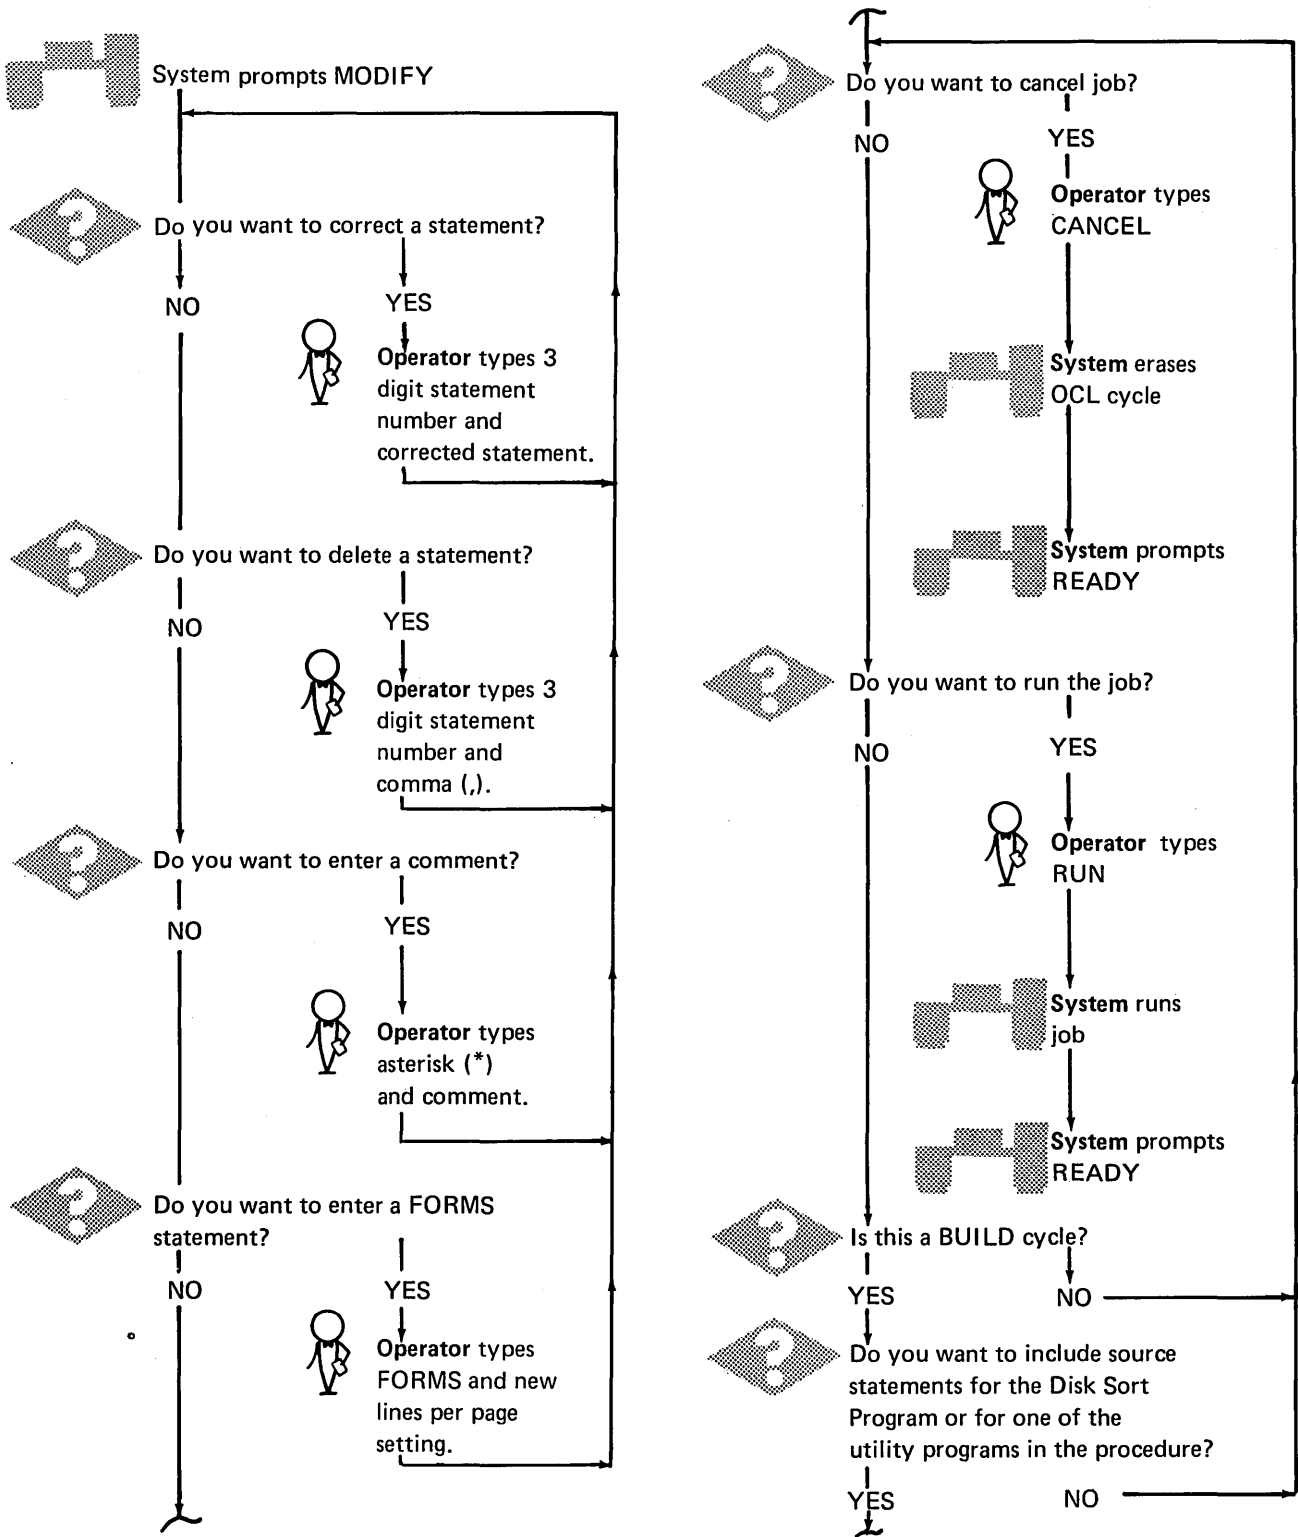 System prompts MODIFY
?
Do you want to correct a statement?
NO
YES
Operator types 3
digit statement
number and
corrected statement.
?
Do you want to delete a statement?
NO
YES
Operator types 3
digit statement
number and
comma (,).
?
Do you want to enter a comment?
NO
YES
Operator types
asterisk (*)
and comment.
?
Do you want to enter a FORMS
statement?
NO
YES
Operator types
FORMS and new
lines per page
setting.
?
Do you want to cancel job?
NO
YES
Operator types
CANCEL
System erases
OCL cycle
System prompts
READY
?
Do you want to run the job?
NO
YES
Operator types
RUN
System runs
job
System prompts
READY
?
Is this a BUILD cycle?
YES
NO
?
Do you want to include source
statements for the Disk Sort
Program or for one of the
utility programs in the procedure?
YES
NO